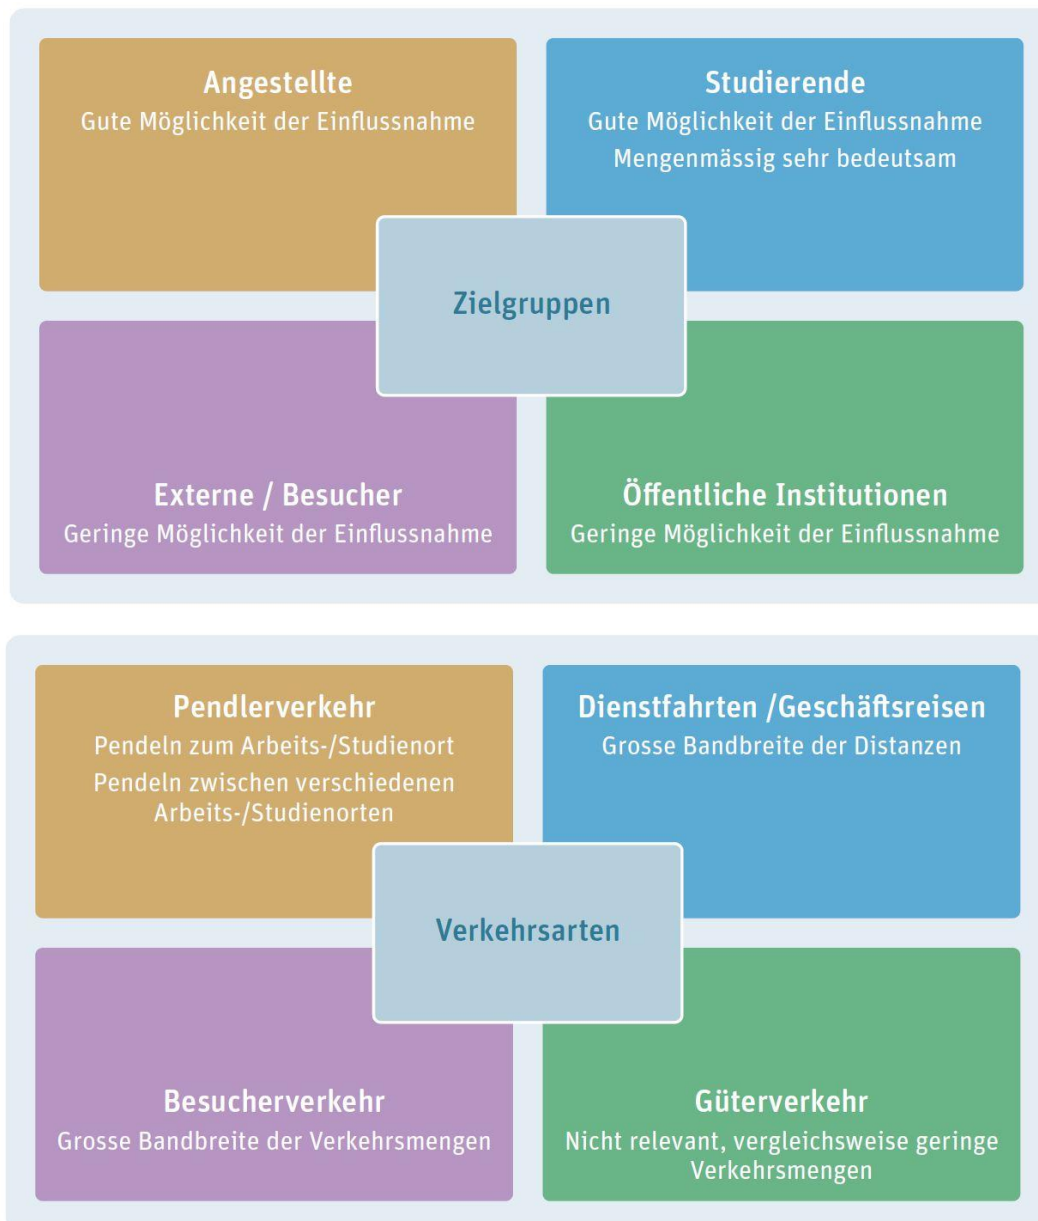 Angestellte
Gute Möglichkeit der Einflussnahme
Studierende
Gute Möglichkeit der Einflussnahme
Mengenmässig sehr bedeutsam
Zielgruppen
Externe / Besucher
Geringe Möglichkeit der Einflussnahme
Öffentliche Institutionen
Geringe Möglichkeit der Einflussnahme
Pendlerverkehr
Pendeln zum Arbeits-/Studienort
Pendeln zwischen verschiedenen
Arbeits-/Studienorten
Dienstfahrten /Geschäftsreisen
Grosse Bandbreite der Distanzen
Verkehrsarten
Besucherverkehr
Grosse Bandbreite der Verkehrsmengen
Güterverkehr
Nicht relevant, vergleichsweise geringe
Verkehrsmengen